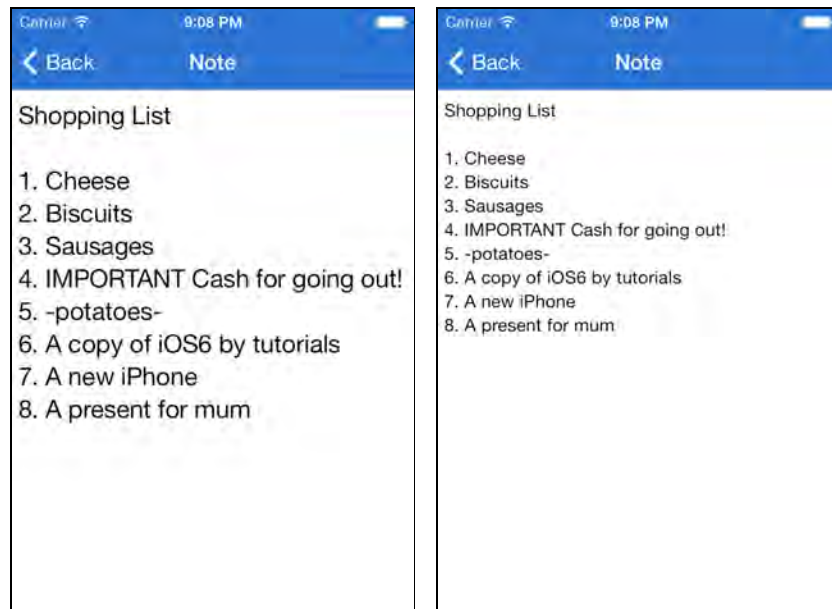 Carrier 9:08 PM
Back Note
Shopping List
1. Cheese
2. Biscuits
3. Sausages
4. IMPORTANT Cash for going out!
5. -potatoes-
6. A copy of iOS6 by tutorials
7. A new iPhone
8. A present for mum
Carrier 9:08 PM
Back Note
Shopping List
1. Cheese
2. Biscuits
3. Sausages
4. IMPORTANT Cash for going out!
5. -potatoes-
6. A copy of iOS6 by tutorials
7. A new iPhone
8. A present for mum